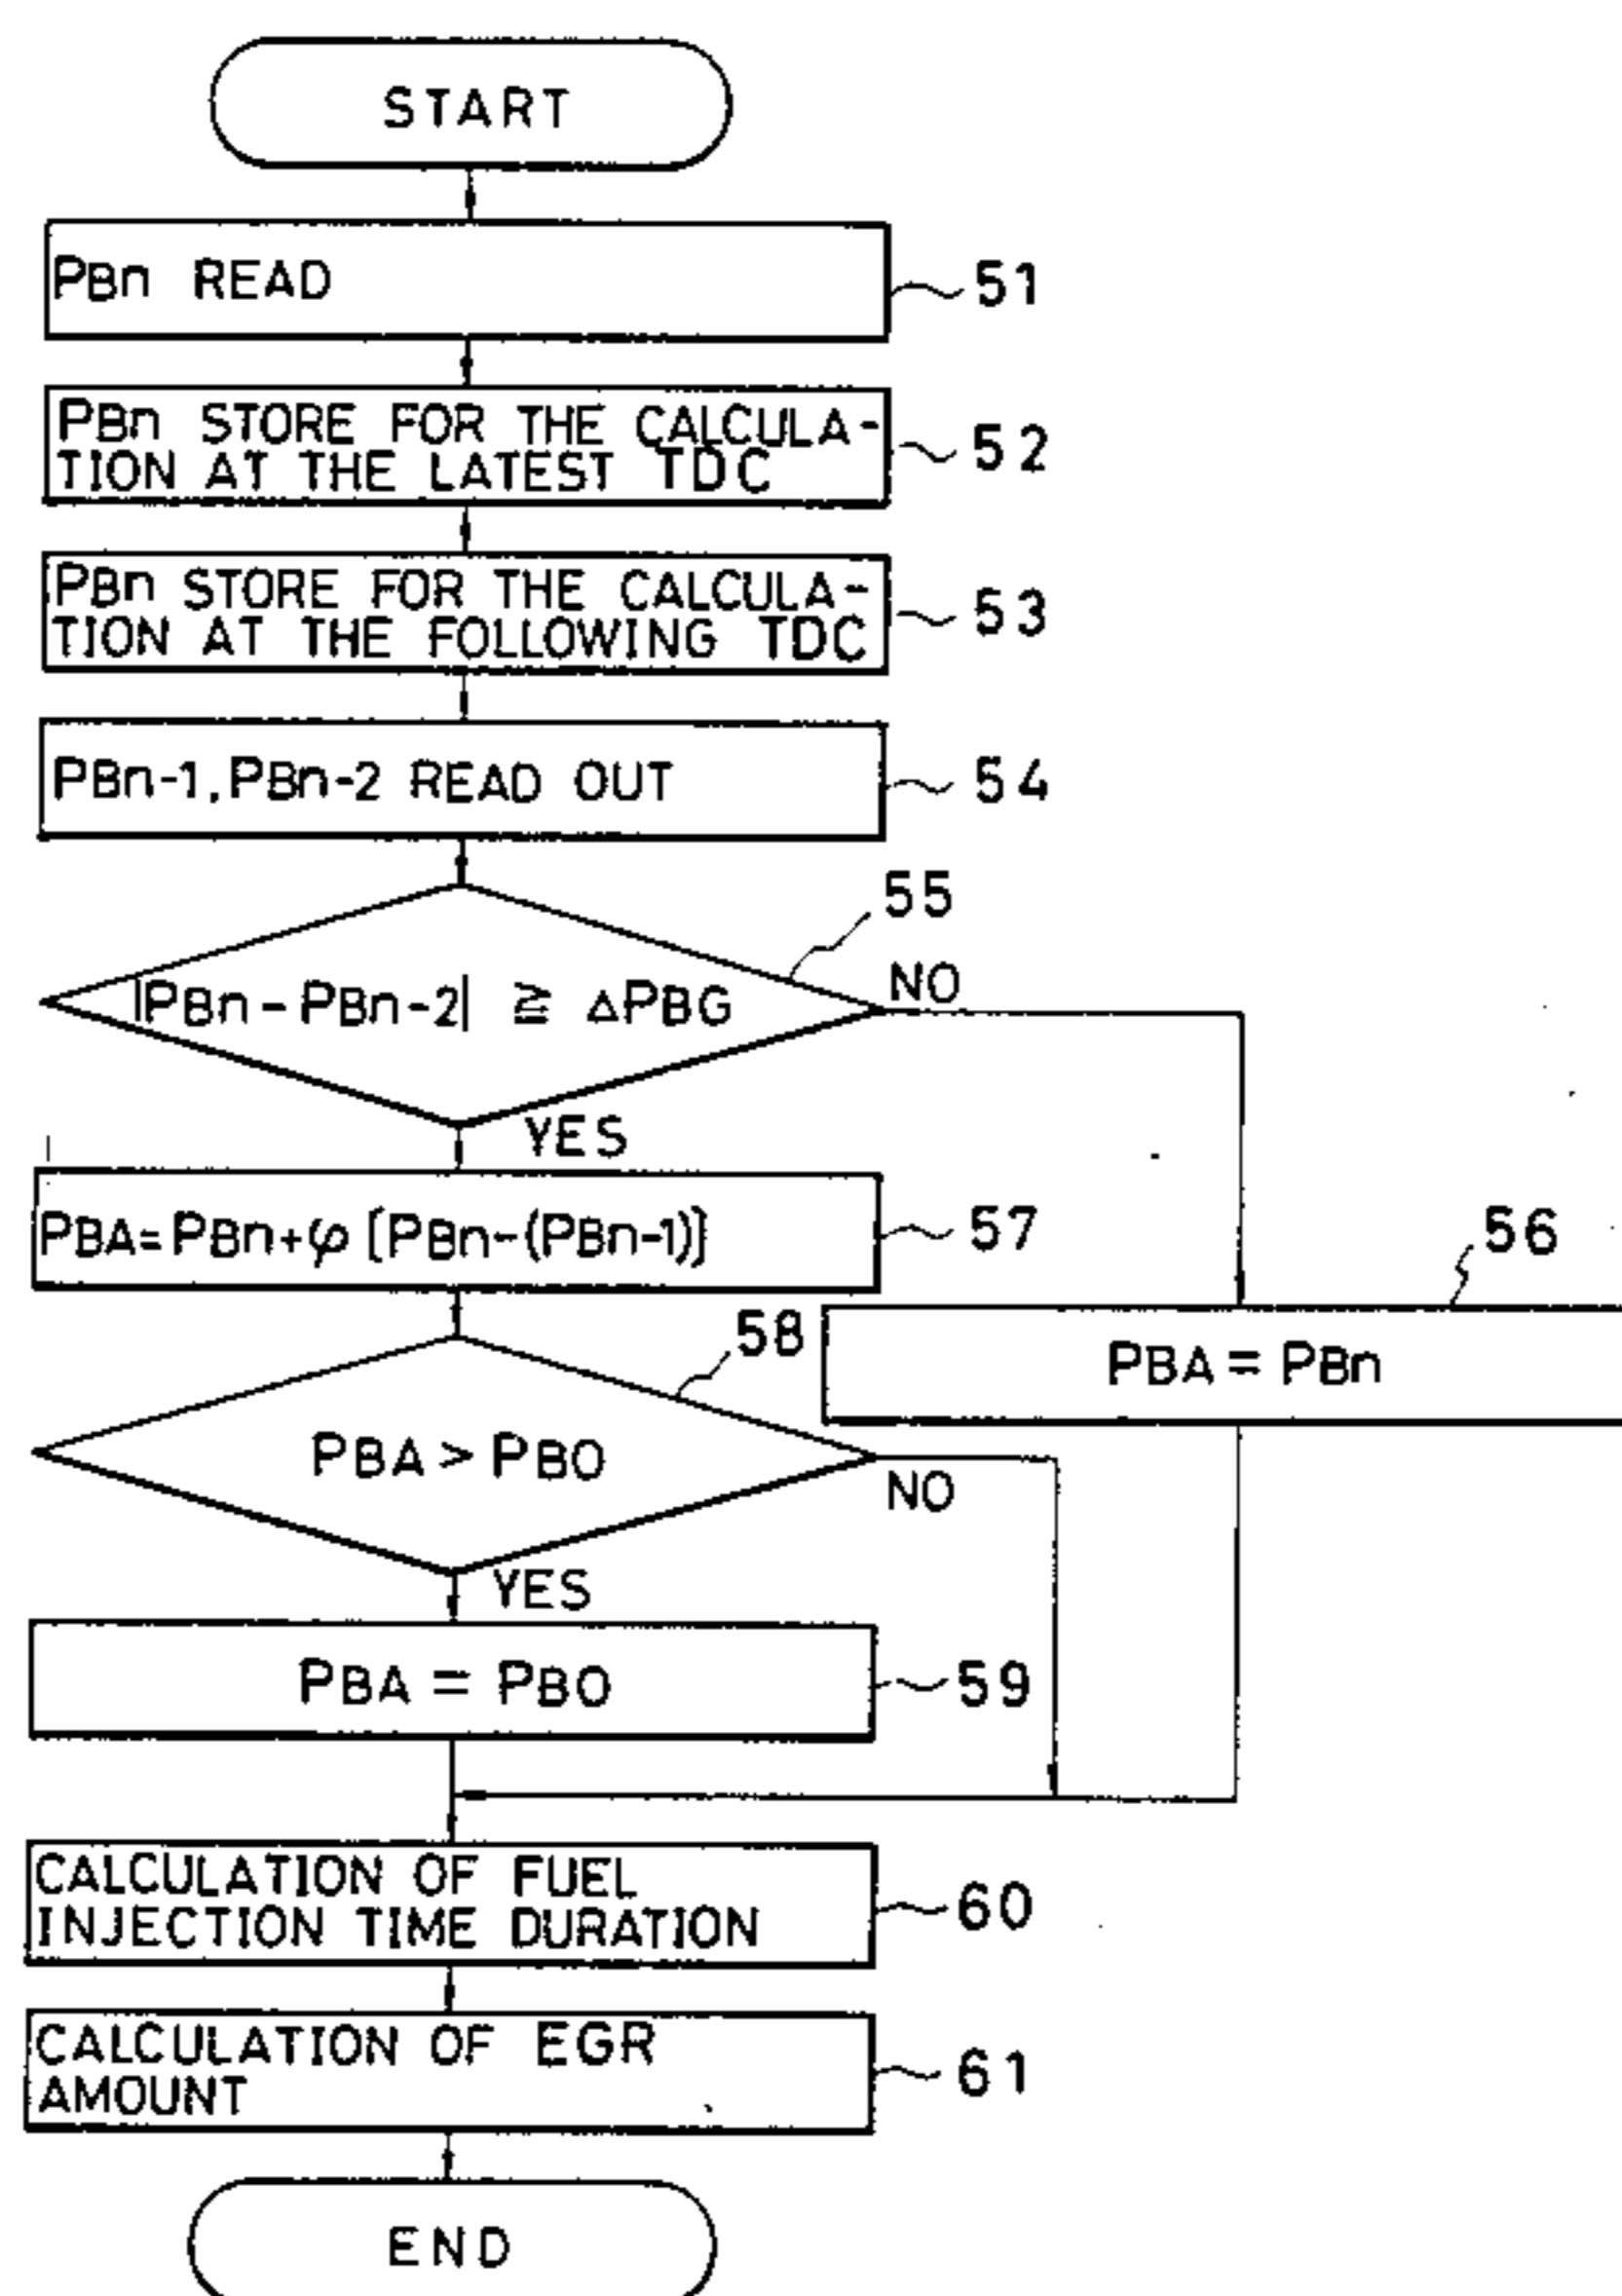 START
PBn READ
51
PBn STORE FOR THE CALCULA-
TION AT THE LATEST TDC
52
PBn STORE FOR THE CALCULA-
TION AT THE FOLLOWING TDC
53
PBn-1, PBn-2 READ OUT
54
55
|PBn - PBn-2| ≧ ΔPBG
NO
YES
PBA = PBn + φ [PBn - (PBn-1)]
57
56
PBA = PBn
58
PBA > PBO
NO
YES
PBA = PBO
59
CALCULATION OF FUEL
INJECTION TIME DURATION
60
CALCULATION OF EGR
AMOUNT
61
END